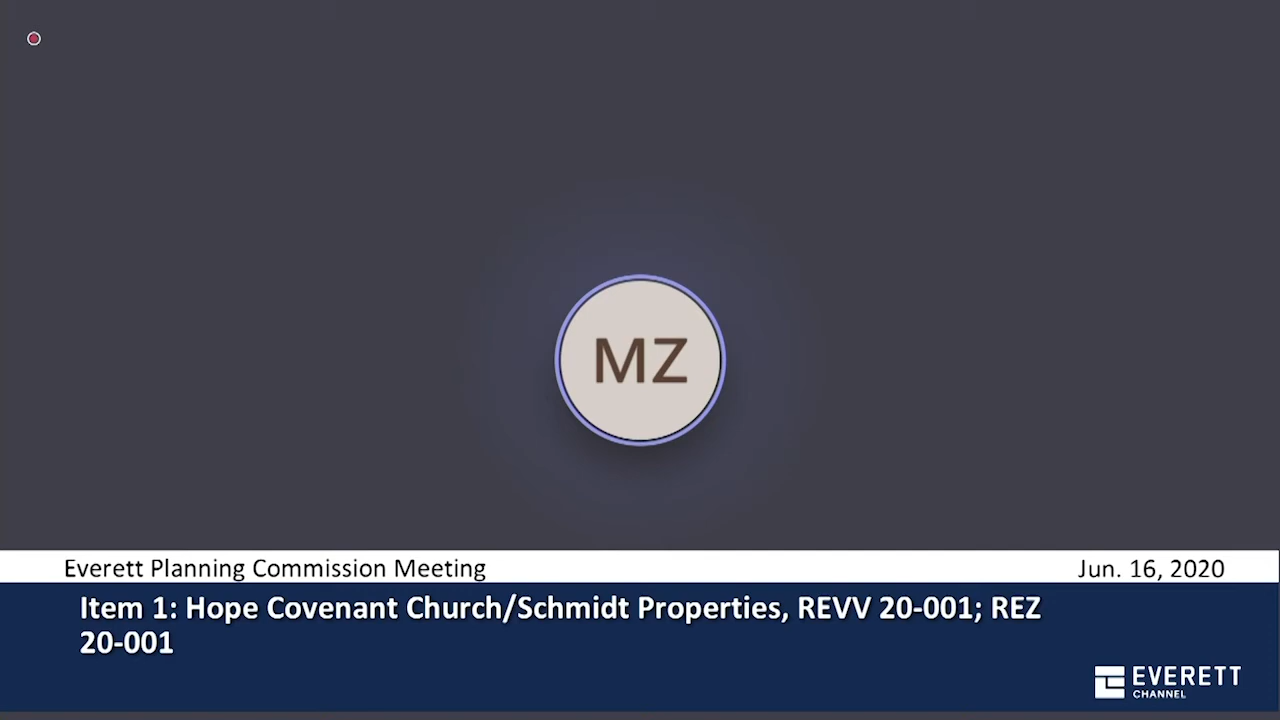 MZ
Everett Planning Commission Meeting
Jun. 16, 2020
Item 1: Hope Covenant Church/Schmidt Properties, REVV 20-001; REZ
20-001
EVERETT
CHANNEL